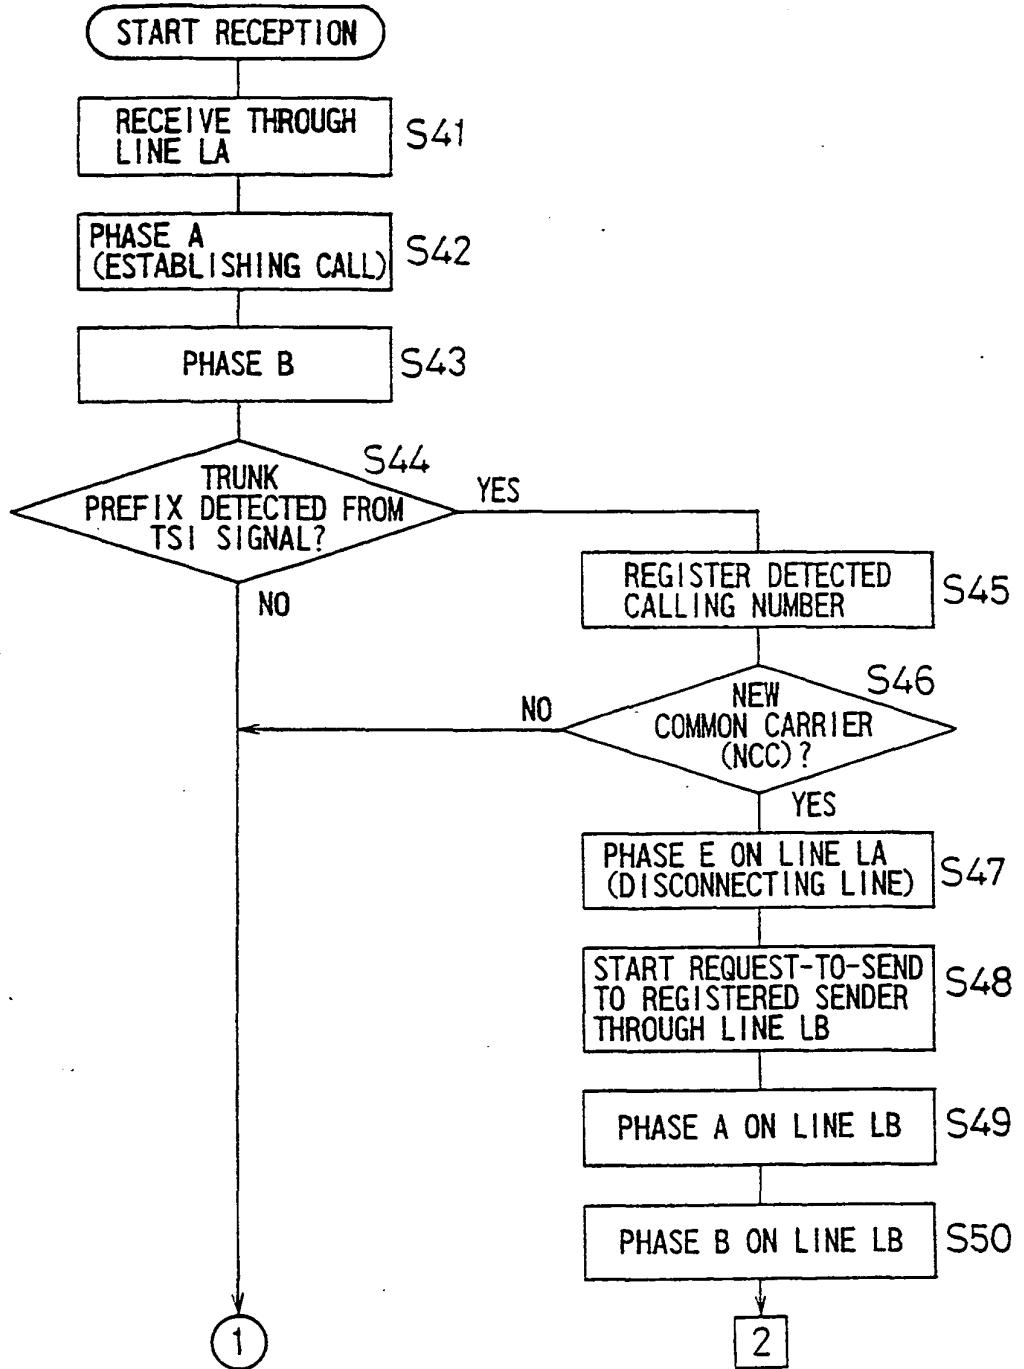 START RECEPTION
RECEIVE THROUGH
LINE LA
S41
PHASE A
(ESTABLISHING CALL)
S42
PHASE B
S43
S44
TRUNK
PREFIX DETECTED FROM
TSI SIGNAL?
YES
NO
REGISTER DETECTED
CALLING NUMBER
S45
S46
NEW
COMMON CARRIER
(NCC)?
NO
YES
PHASE E ON LINE LA
(DISCONNECTING LINE)
S47
START REQUEST-TO-SEND
TO REGISTERED SENDER
THROUGH LINE LB
S48
PHASE A ON LINE LB
S49
PHASE B ON LINE LB
S50
1
2